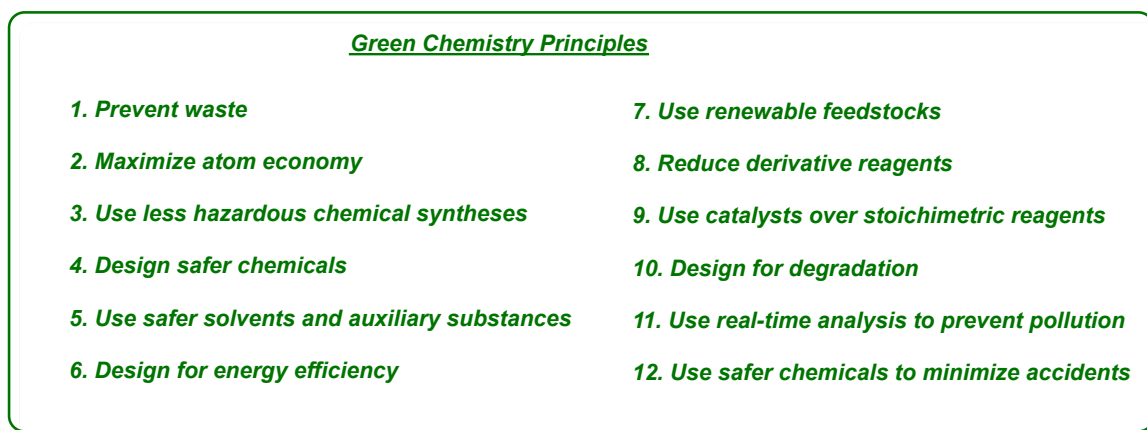 Green Chemistry Principles
1. Prevent waste
2. Maximize atom economy
3. Use less hazardous chemical syntheses
4. Design safer chemicals
5. Use safer solvents and auxiliary substances
6. Design for energy efficiency
7. Use renewable feedstocks
8. Reduce derivative reagents
9. Use catalysts over stoichimetric reagents
10. Design for degradation
11. Use real-time analysis to prevent pollution
12. Use safer chemicals to minimize accidents